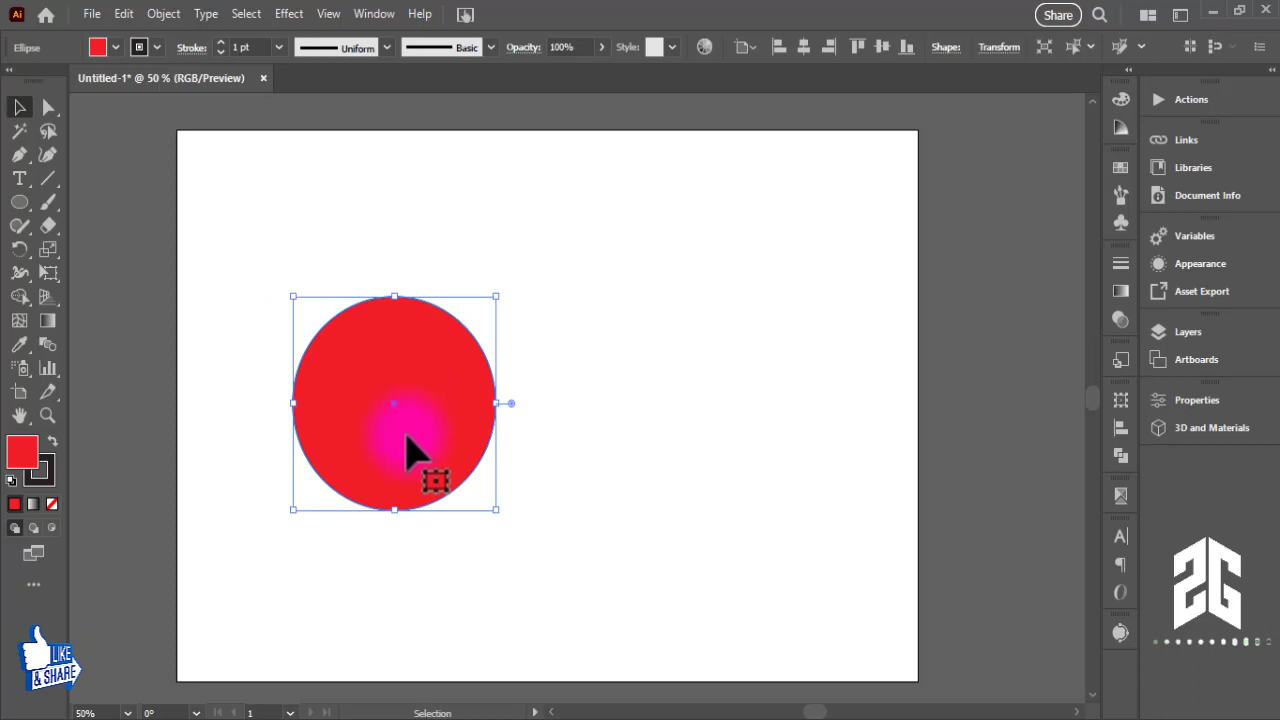 Ai File Edit Object Type Select Effect View Window Help Share
Ellipse Stroke: 1 pt Uniform Basic Opacity: 100% Style: Shape: Transform
Untitled-1* @ 50 % (RGB/Preview) ×
Actions
Links
Libraries
Document Info
Variables
Appearance
Asset Export
Layers
Artboards
Properties
3D and Materials
LIKE
& SHARE
SG
50% 0° 1 Selection